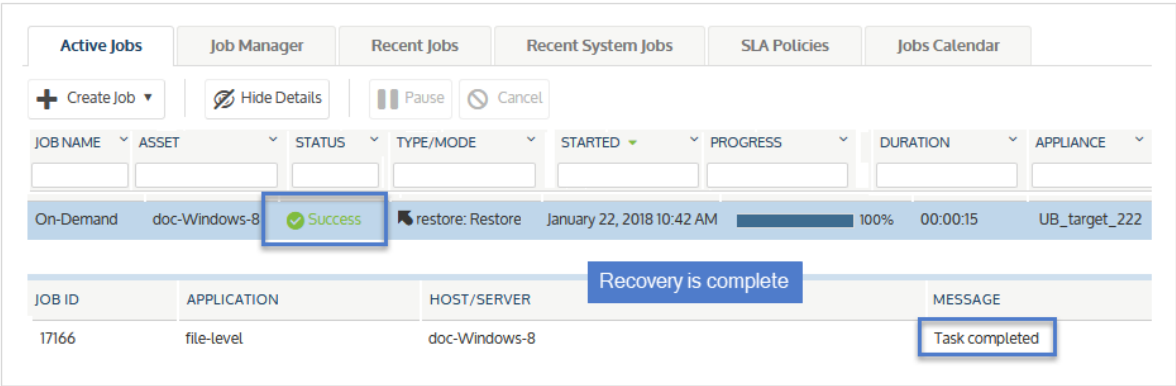 Active Jobs Job Manager Recent Jobs Recent System Jobs SLA Policies Jobs Calendar
Create Job Hide Details Pause Cancel
JOB NAME ASSET STATUS TYPE/MODE STARTED PROGRESS DURATION APPLIANCE
On-Demand doc-Windows-8 Success restore: Restore January 22, 2018 10:42 AM 100% 00:00:15 UB_target_222
Recovery is complete
JOB ID APPLICATION HOST/SERVER MESSAGE
17166 file-level doc-Windows-8 Task completed